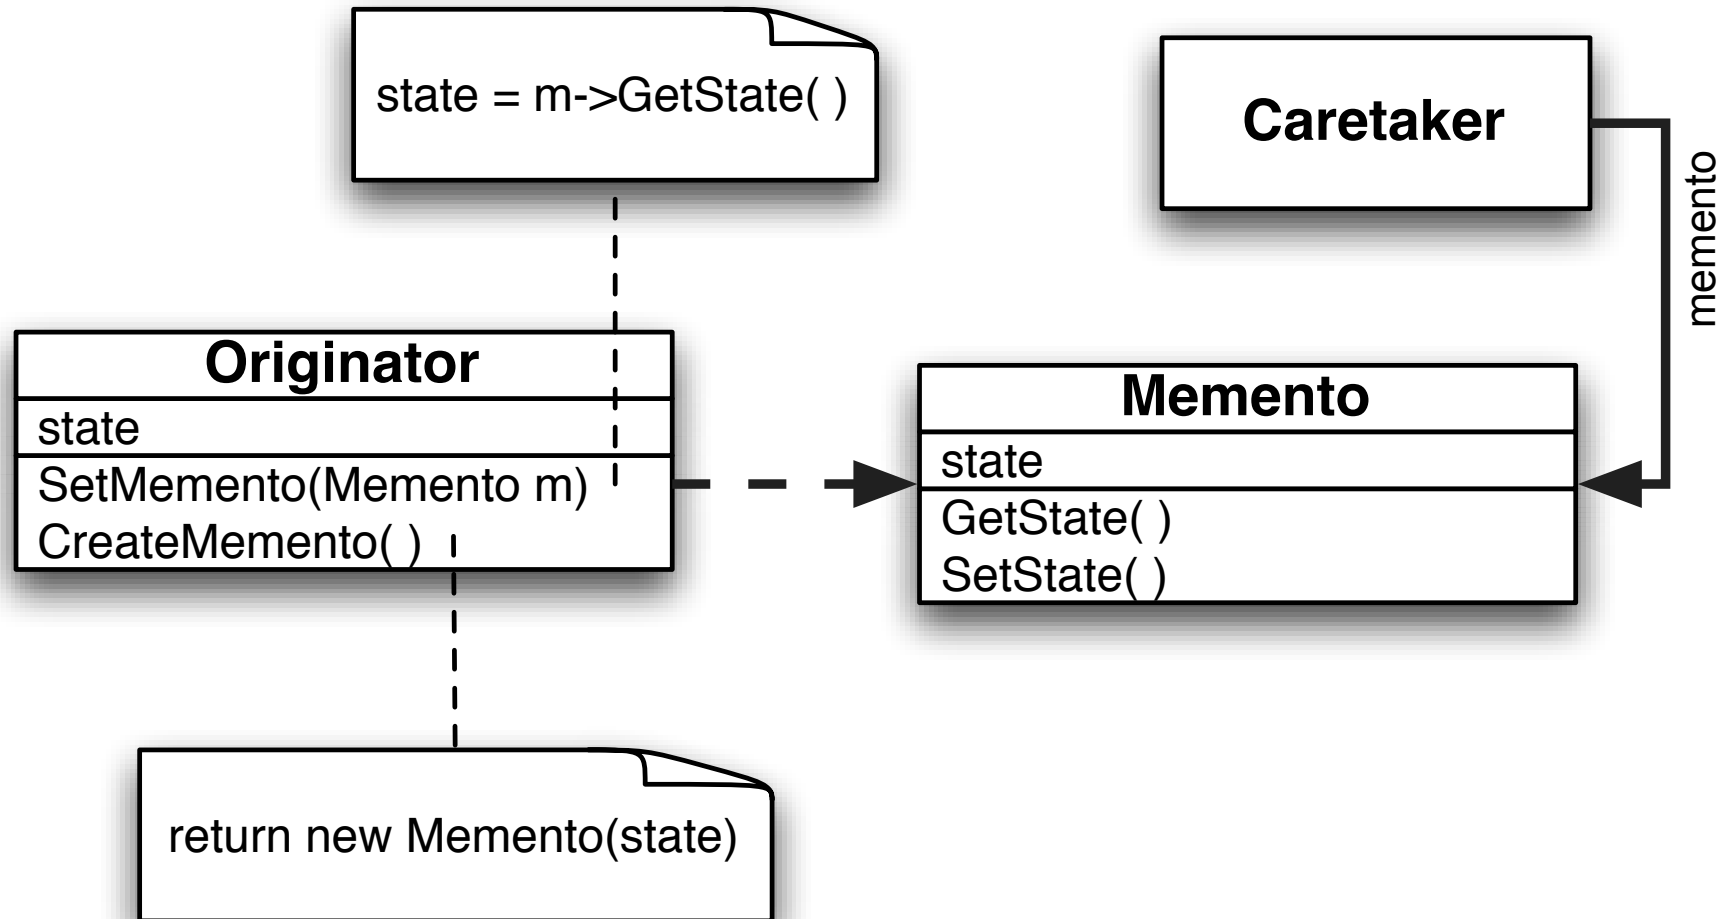 state = m->GetState( )
Caretaker
memento
Originator
state
SetMemento(Memento m)
CreateMemento( )
Memento
state
GetState( )
SetState( )
return new Memento(state)